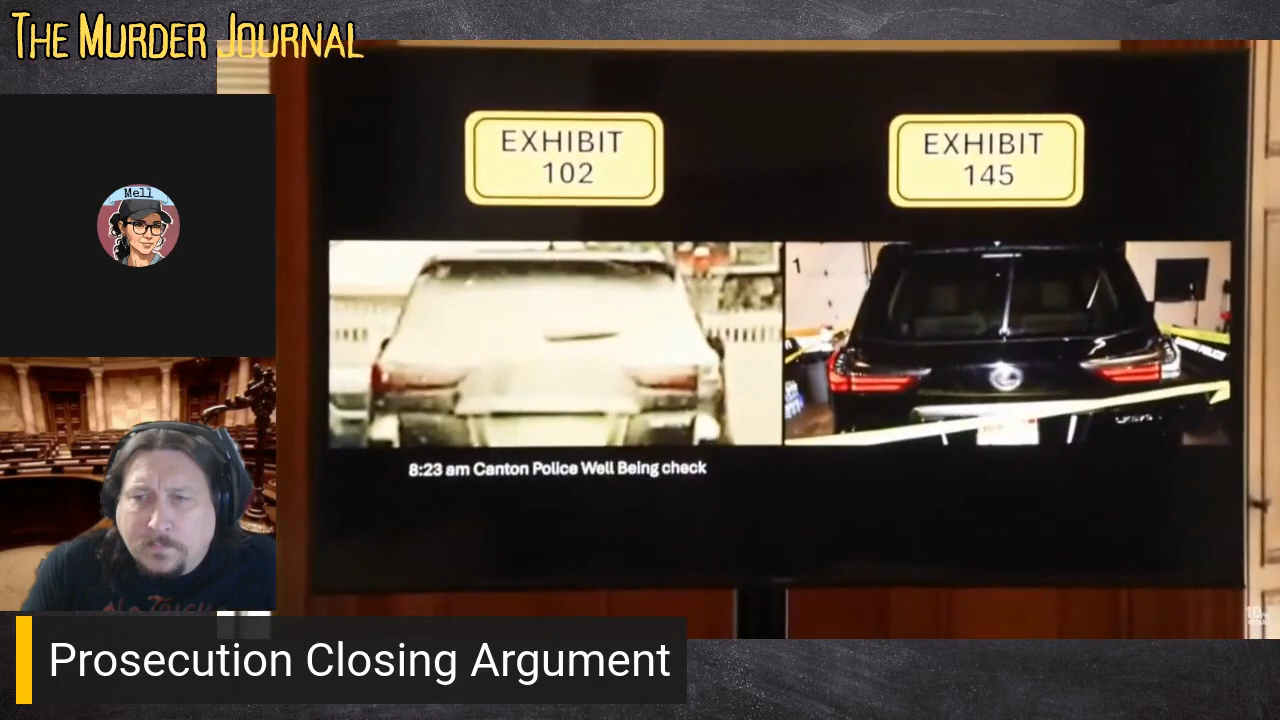 THE MURDER JOURNAL
EXHIBIT
102
EXHIBIT
145
Mell
1
8:23 am Canton Police Well Being check
Prosecution Closing Argument